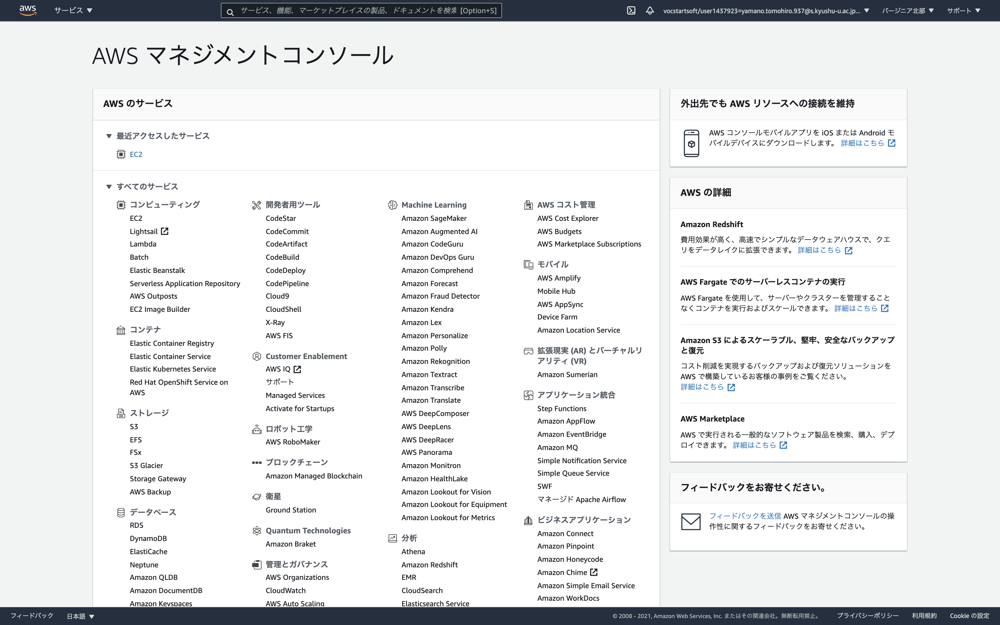 aws
サービス
サービス、機能、マーケットプレイスの製品、ドキュメントを検索 [Option+S]
vocstartsoft/user1437923=yamano.tomohiro.937@s.kyushu-u.ac.jp...
バージニア北部
サポート
AWS マネジメントコンソール
AWS のサービス
最近アクセスしたサービス
EC2
すべてのサービス
コンピューティング
EC2
Lightsail
Lambda
Batch
Elastic Beanstalk
Serverless Application Repository
AWS Outposts
EC2 Image Builder
コンテナ
Elastic Container Registry
Elastic Container Service
Elastic Kubernetes Service
Red Hat OpenShift Service on
AWS
ストレージ
S3
EFS
FSx
S3 Glacier
Storage Gateway
AWS Backup
データベース
RDS
DynamoDB
ElastiCache
Neptune
Amazon QLDB
Amazon DocumentDB
Amazon Keyspaces
開発者用ツール
CodeStar
CodeCommit
CodeArtifact
CodeBuild
CodeDeploy
CodePipeline
Cloud9
CloudShell
X-Ray
AWS FIS
Customer Enablement
AWS IQ
サポート
Managed Services
Activate for Startups
ロボット工学
AWS RoboMaker
ブロックチェーン
Amazon Managed Blockchain
衛星
Ground Station
Quantum Technologies
Amazon Braket
管理とガバナンス
AWS Organizations
CloudWatch
AWS Auto Scaling
Machine Learning
Amazon SageMaker
Amazon Augmented AI
Amazon CodeGuru
Amazon DevOps Guru
Amazon Comprehend
Amazon Forecast
Amazon Fraud Detector
Amazon Kendra
Amazon Lex
Amazon Personalize
Amazon Polly
Amazon Rekognition
Amazon Textract
Amazon Transcribe
Amazon Translate
AWS DeepComposer
AWS DeepLens
AWS DeepRacer
AWS Panorama
Amazon Monitron
Amazon HealthLake
Amazon Lookout for Vision
Amazon Lookout for Equipment
Amazon Lookout for Metrics
分析
Athena
Amazon Redshift
EMR
CloudSearch
Elasticsearch Service
AWS コスト管理
AWS Cost Explorer
AWS Budgets
AWS Marketplace Subscriptions
モバイル
AWS Amplify
Mobile Hub
AWS AppSync
Device Farm
Amazon Location Service
拡張現実 (AR) とバーチャルリ
アリティ (VR)
Amazon Sumerian
アプリケーション統合
Step Functions
Amazon AppFlow
Amazon EventBridge
Amazon MQ
Simple Notification Service
Simple Queue Service
SWF
マネージド Apache Airflow
ビジネスアプリケーション
Amazon Connect
Amazon Pinpoint
Amazon Honeycode
Amazon Chime
Amazon Simple Email Service
Amazon WorkDocs
外出先でも AWS リソースへの接続を維持
AWS コンソールモバイルアプリを iOS または Android モ
バイルデバイスにダウンロードします。 詳細はこちら
AWS の詳細
Amazon Redshift
費用効果が高く、高速でシンプルなデータウェアハウスで、クエ
リをデータレイクに拡張できます。 詳細はこちら
AWS Fargate でのサーバーレスコンテナの実行
AWS Fargate を使用して、サーバーやクラスターを管理すること
なくコンテナを実行およびスケールできます。 詳細はこちら
Amazon S3 によるスケーラブル、堅牢、安全なバックアップ
と復元
コスト削減を実現するバックアップおよび復元ソリューションを
AWS で構築しているお客様の事例をご覧ください。
詳細はこちら
AWS Marketplace
AWS で実行される一般的なソフトウェア製品を検索、購入、デプ
ロイできます。 詳細はこちら
フィードバックをお寄せください。
フィードバックを送信 AWS マネジメントコンソールの操
作性に関するフィードバックをお寄せください。
フィードバック
日本語
© 2008 - 2021, Amazon Web Services, Inc. またはその関連会社。無断転用禁止。
プライバシーポリシー
利用規約
Cookie の設定